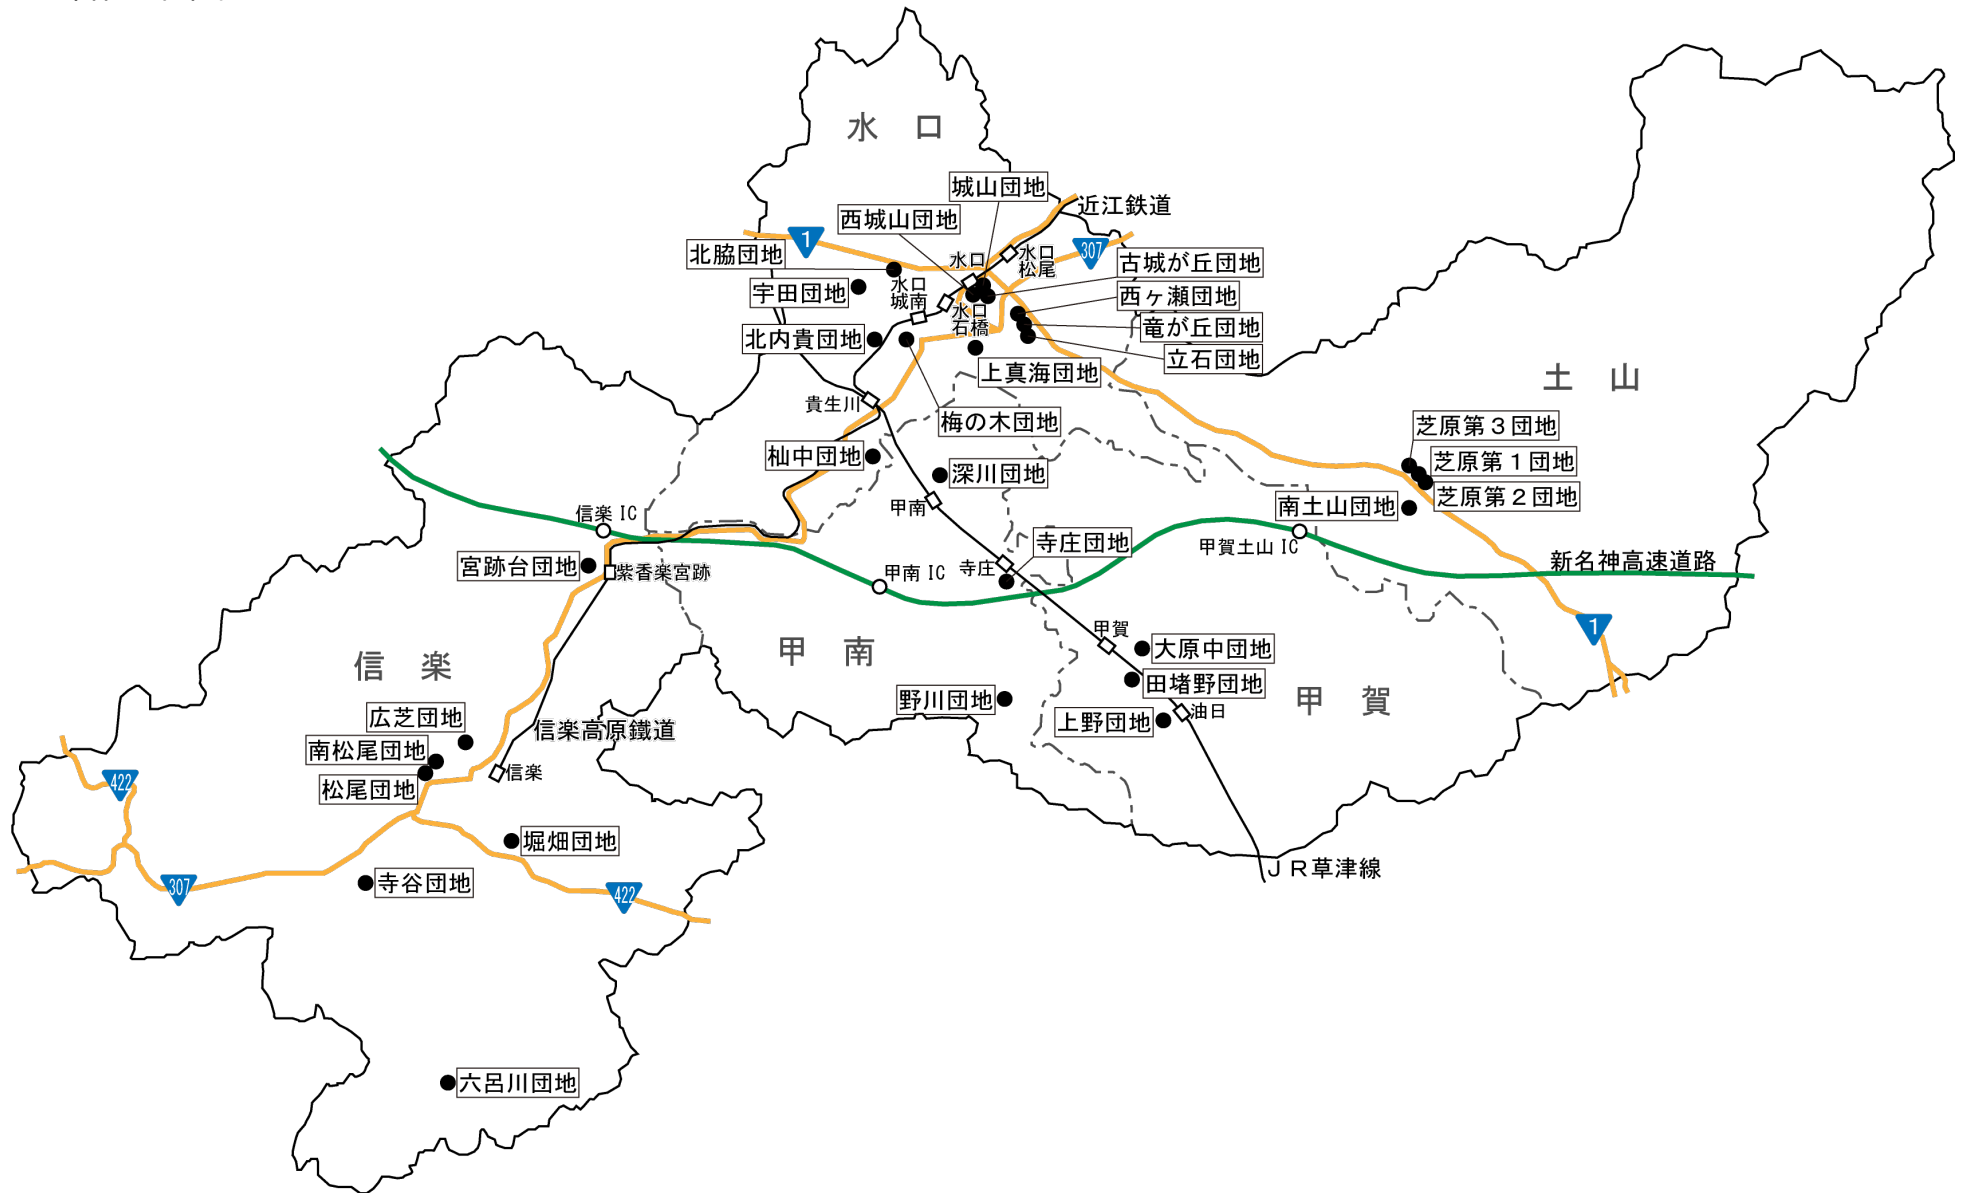 水 口
城山団地
近江鉄道
西城山団地
1
307
北脇団地
水口
水口
松尾
古城が丘団地
宇田団地
水口
城南
西ヶ瀬団地
水口
石橋
竜が丘団地
北内貴団地
立石団地
上真海団地
土 山
貴生川
梅の木団地
芝原第3団地
杣中団地
深川団地
芝原第1団地
芝原第2団地
甲南
南土山団地
信楽 IC
寺庄団地
甲賀土山 IC
宮跡台団地
紫香楽宮跡
甲南 IC
寺庄
新名神高速道路
1
甲賀
甲 南
大原中団地
信 楽
田堵野団地
野川団地
甲 賀
広芝団地
上野団地
油日
信楽高原鐵道
南松尾団地
信楽
422
松尾団地
堀畑団地
JR草津線
307
寺谷団地
422
六呂川団地